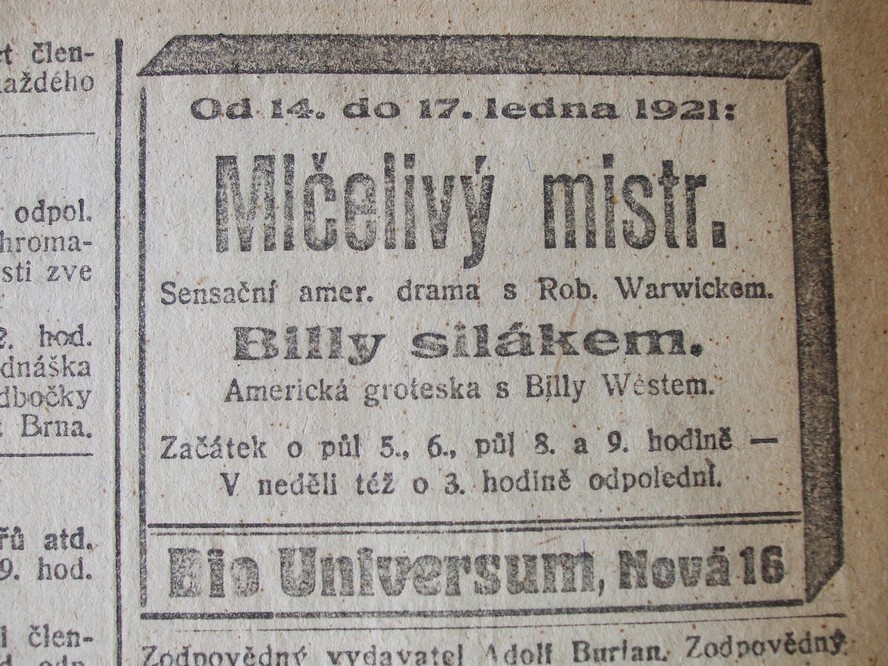 t člen-
každého
odpol.
hroma-
sti zve
2. hod.
dnáška
dbočky
z Brna.
řů atd.
9. hod.
člen-
Od 14. do 17. ledna 1921:
Mlčelivý mistr.
Sensační amer. drama s Rob. Warwickem.
Billy silákem.
Americká groteska s Billy Westem.
Začátek o půl 5., 6., půl 8. a 9. hodině —
V neděli též o 3. hodině odpolední.
Bio Universum, Nová 16
Zodpovědný vydavatel Adolf Burian. Zodpovědný